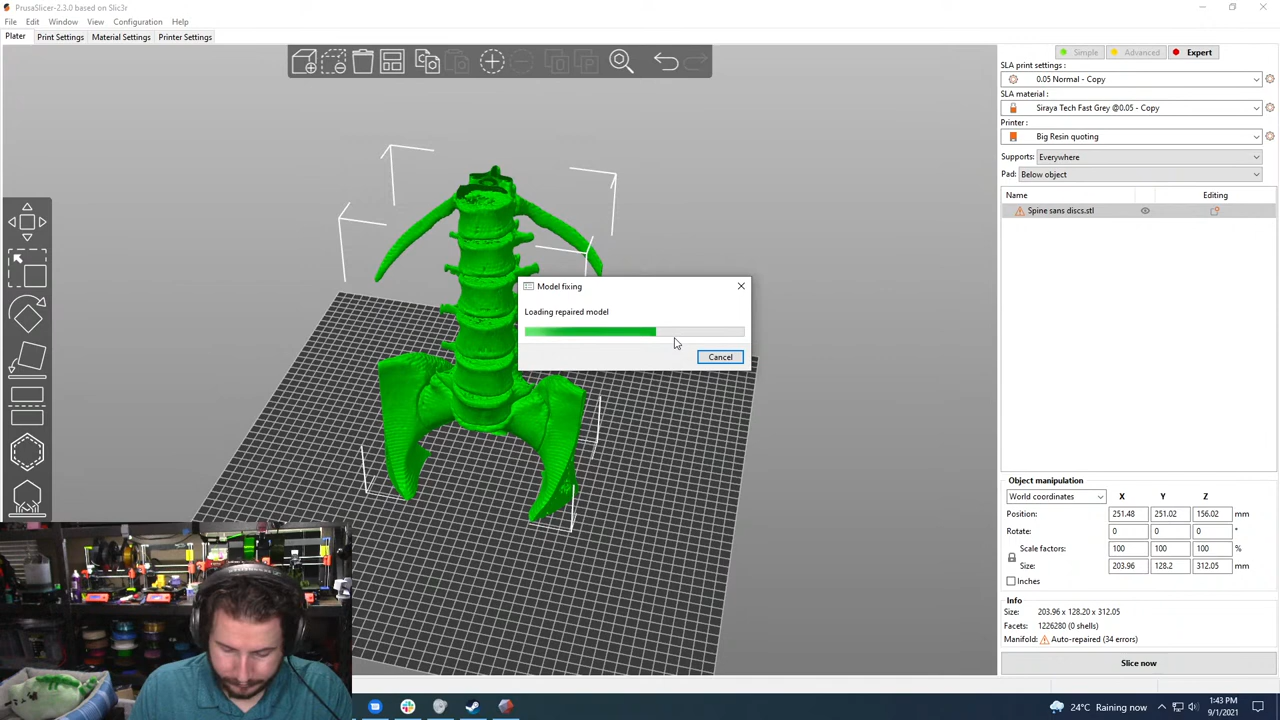 PrusaSlicer-2.3.0 based on Slic3r
File Edit Window View Configuration Help
Plater Print Settings Material Settings Printer Settings
Simple Advanced Expert
SLA print settings:
0.05 Normal - Copy
SLA material:
Siraya Tech Fast Grey @0.05 - Copy
Printer:
Big Resin quoting
Supports: Everywhere
Pad: Below object
Name Editing
Spine sans discs.stl
Model fixing
Loading repaired model
Cancel
Object manipulation
World coordinates X Y Z
Position: 251.48 251.02 156.02 mm
Rotate: 0 0 0 °
Scale factors: 100 100 100 %
Size: 203.96 128.2 312.05 mm
Inches
Info
Size: 203.96 x 128.20 x 312.05
Facets: 1226280 (0 shells)
Manifold: Auto-repaired (34 errors)
Slice now
24°C Raining now
1:43 PM
9/1/2021